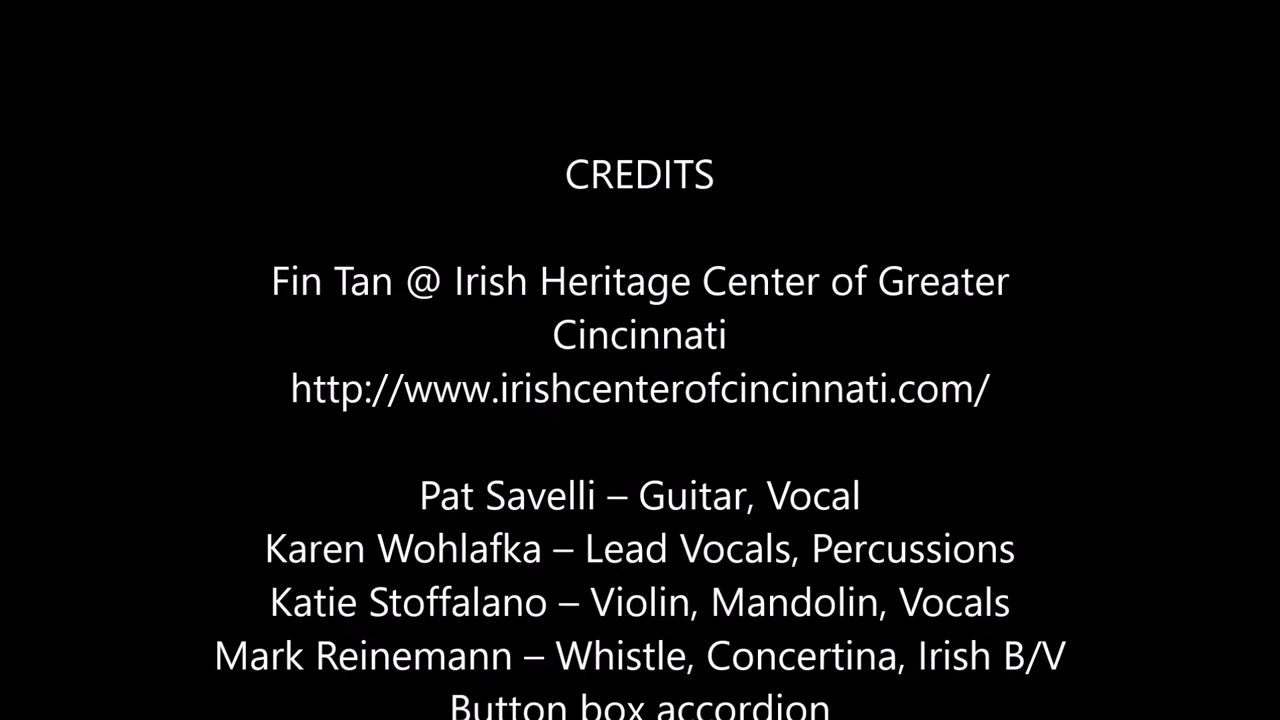 CREDITS
Fin Tan @ Irish Heritage Center of Greater
Cincinnati
http://www.irishcenterofcincinnati.com/
Pat Savelli – Guitar, Vocal
Karen Wohlafka – Lead Vocals, Percussions
Katie Stoffalano – Violin, Mandolin, Vocals
Mark Reinemann – Whistle, Concertina, Irish B/V
Button box accordion